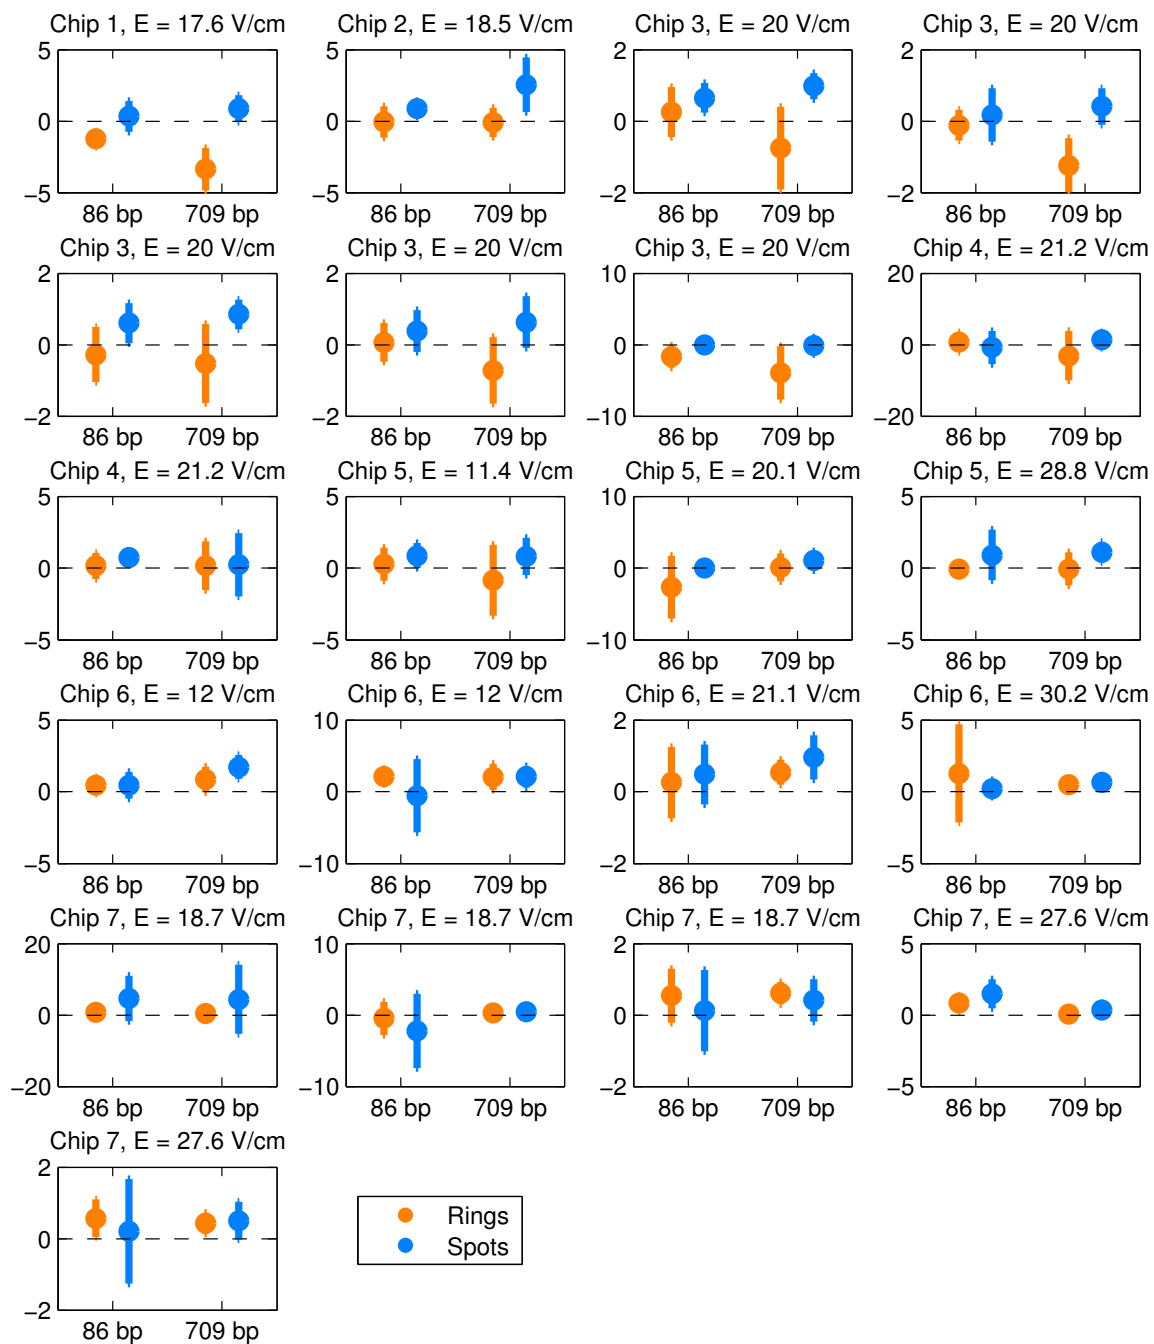 Chip 1, E = 17.6 V/cm
Chip 2, E = 18.5 V/cm
Chip 3, E = 20 V/cm
Chip 3, E = 20 V/cm
5
0
−5
5
0
−5
2
0
−2
2
0
−2
86 bp 709 bp
86 bp 709 bp
86 bp 709 bp
86 bp 709 bp
Chip 3, E = 20 V/cm
Chip 3, E = 20 V/cm
Chip 3, E = 20 V/cm
Chip 4, E = 21.2 V/cm
2
0
−2
2
0
−2
10
0
−10
20
0
−20
86 bp 709 bp
86 bp 709 bp
86 bp 709 bp
86 bp 709 bp
Chip 4, E = 21.2 V/cm
Chip 5, E = 11.4 V/cm
Chip 5, E = 20.1 V/cm
Chip 5, E = 28.8 V/cm
5
0
−5
5
0
−5
10
0
−10
5
0
−5
86 bp 709 bp
86 bp 709 bp
86 bp 709 bp
86 bp 709 bp
Chip 6, E = 12 V/cm
Chip 6, E = 12 V/cm
Chip 6, E = 21.1 V/cm
Chip 6, E = 30.2 V/cm
5
0
−5
10
0
−10
2
0
−2
5
0
−5
86 bp 709 bp
86 bp 709 bp
86 bp 709 bp
86 bp 709 bp
Chip 7, E = 18.7 V/cm
Chip 7, E = 18.7 V/cm
Chip 7, E = 18.7 V/cm
Chip 7, E = 27.6 V/cm
20
0
−20
10
0
−10
2
0
−2
5
0
−5
86 bp 709 bp
86 bp 709 bp
86 bp 709 bp
86 bp 709 bp
Chip 7, E = 27.6 V/cm
2
0
−2
86 bp 709 bp
Rings
Spots